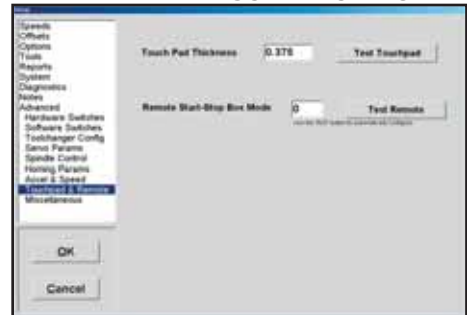 Speeds
Offsets
Options
Tools
Reports
System
Diagnostics
Notes
Advanced
Hardware Switches
Software Switches
Toolchanger Config
Servo Params
Spindle Control
Homing Params
Accel & Speed
Touchpad & Remote
Miscellaneous
OK
Cancel
Touch Pad Thickness 0.375 Test Touchpad
Remote Start-Stop Box Mode 0 Test Remote